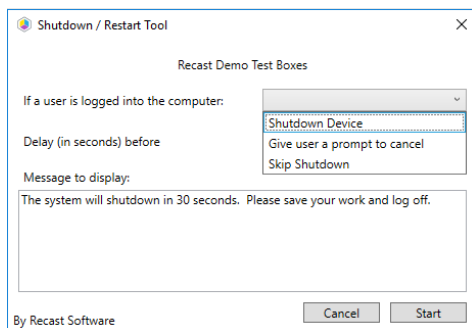 Shutdown / Restart Tool
Recast Demo Test Boxes
If a user is logged into the computer:
Shutdown Device
Give user a prompt to cancel
Delay (in seconds) before
Skip Shutdown
Message to display:
The system will shutdown in 30 seconds.  Please save your work and log off.
By Recast Software
Cancel
Start